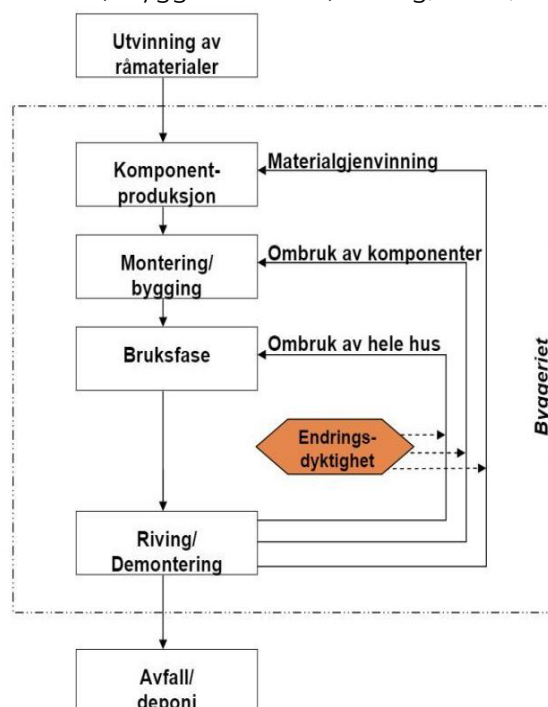 Utvinning av
råmaterialer
Komponent-
produksjon
Materialgjenvinning
Montering/
bygging
Ombruk av komponenter
Bruksfase
Ombruk av hele hus
Byggeriet
Endrings-
dyktighet
Riving/
Demontering
Avfall/
deponi